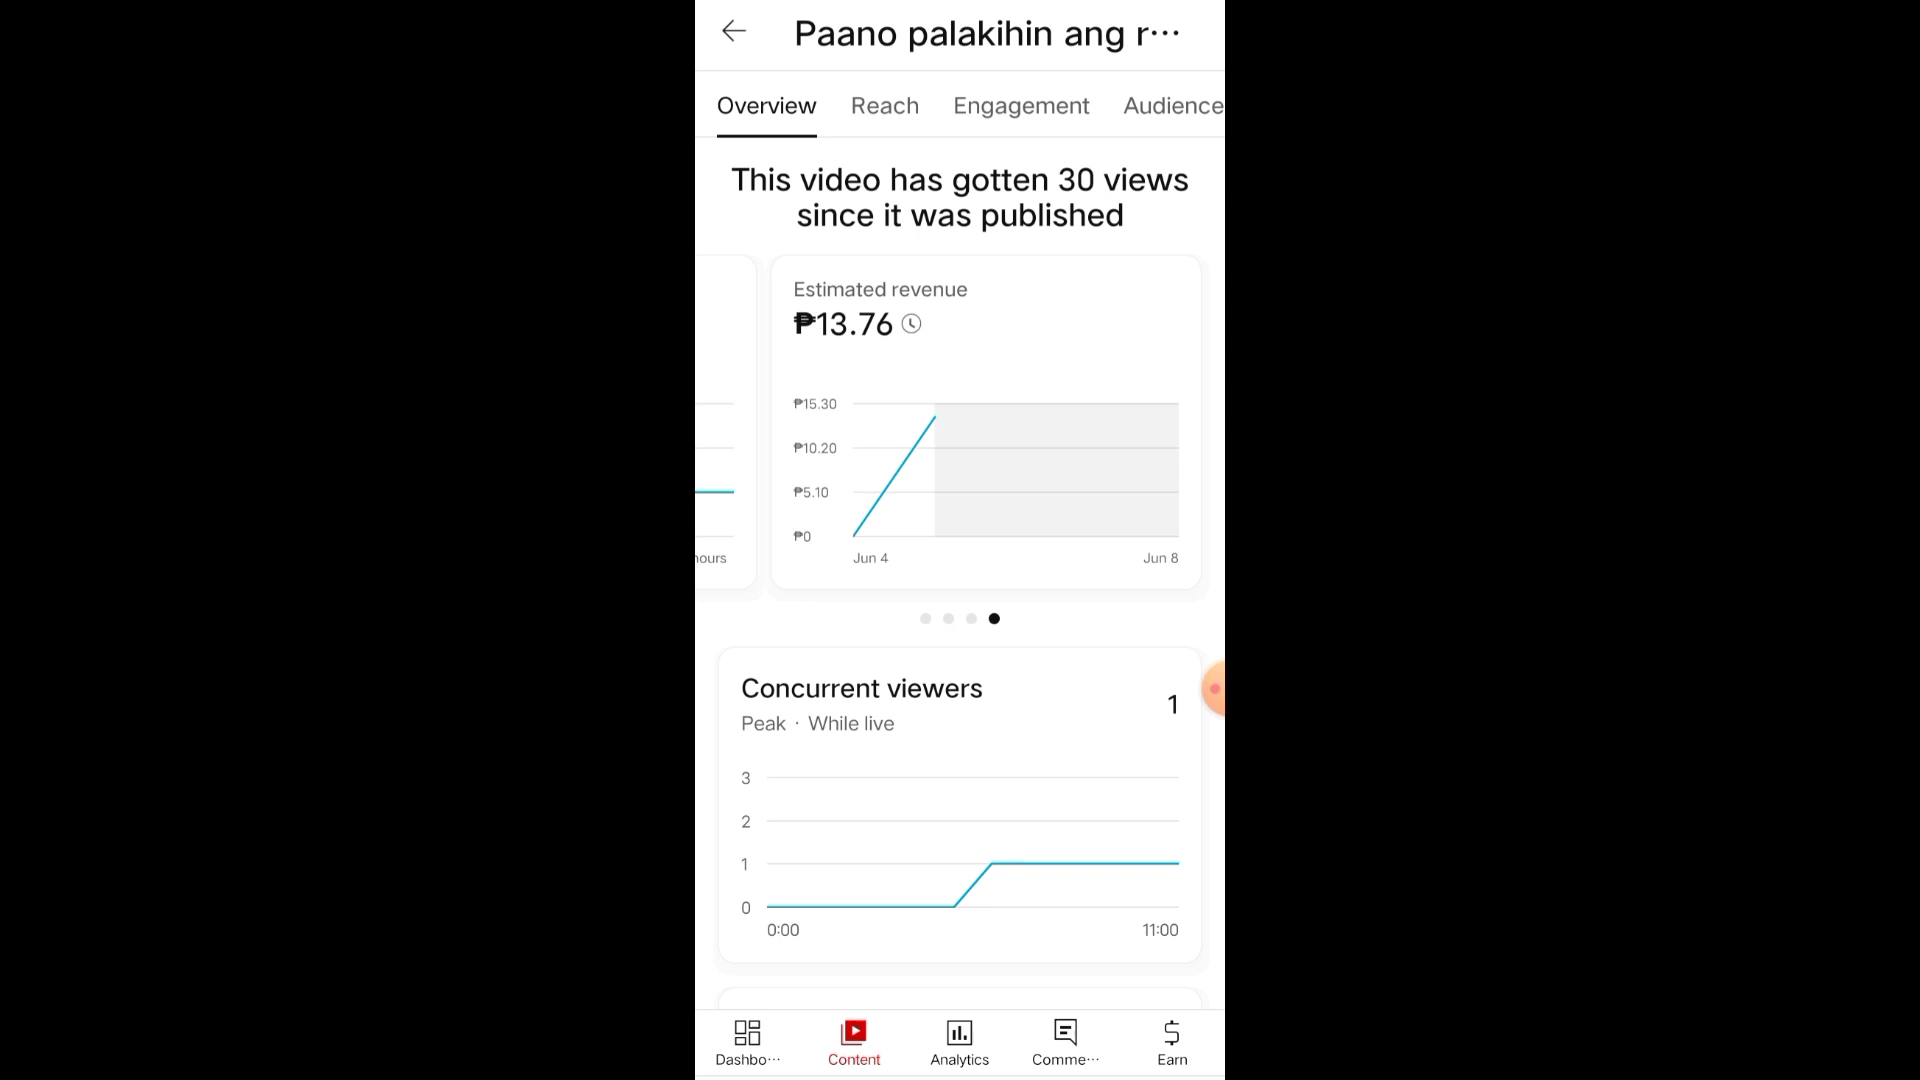 Paano palakihin ang r...
Overview Reach Engagement Audience
This video has gotten 30 views
since it was published
Estimated revenue
₱13.76
₱15.30
₱10.20
₱5.10
₱0
Jun 4 Jun 8
hours
Concurrent viewers
1
Peak · While live
3
2
1
0
0:00 11:00
Dashbo... Content Analytics Comme... Earn